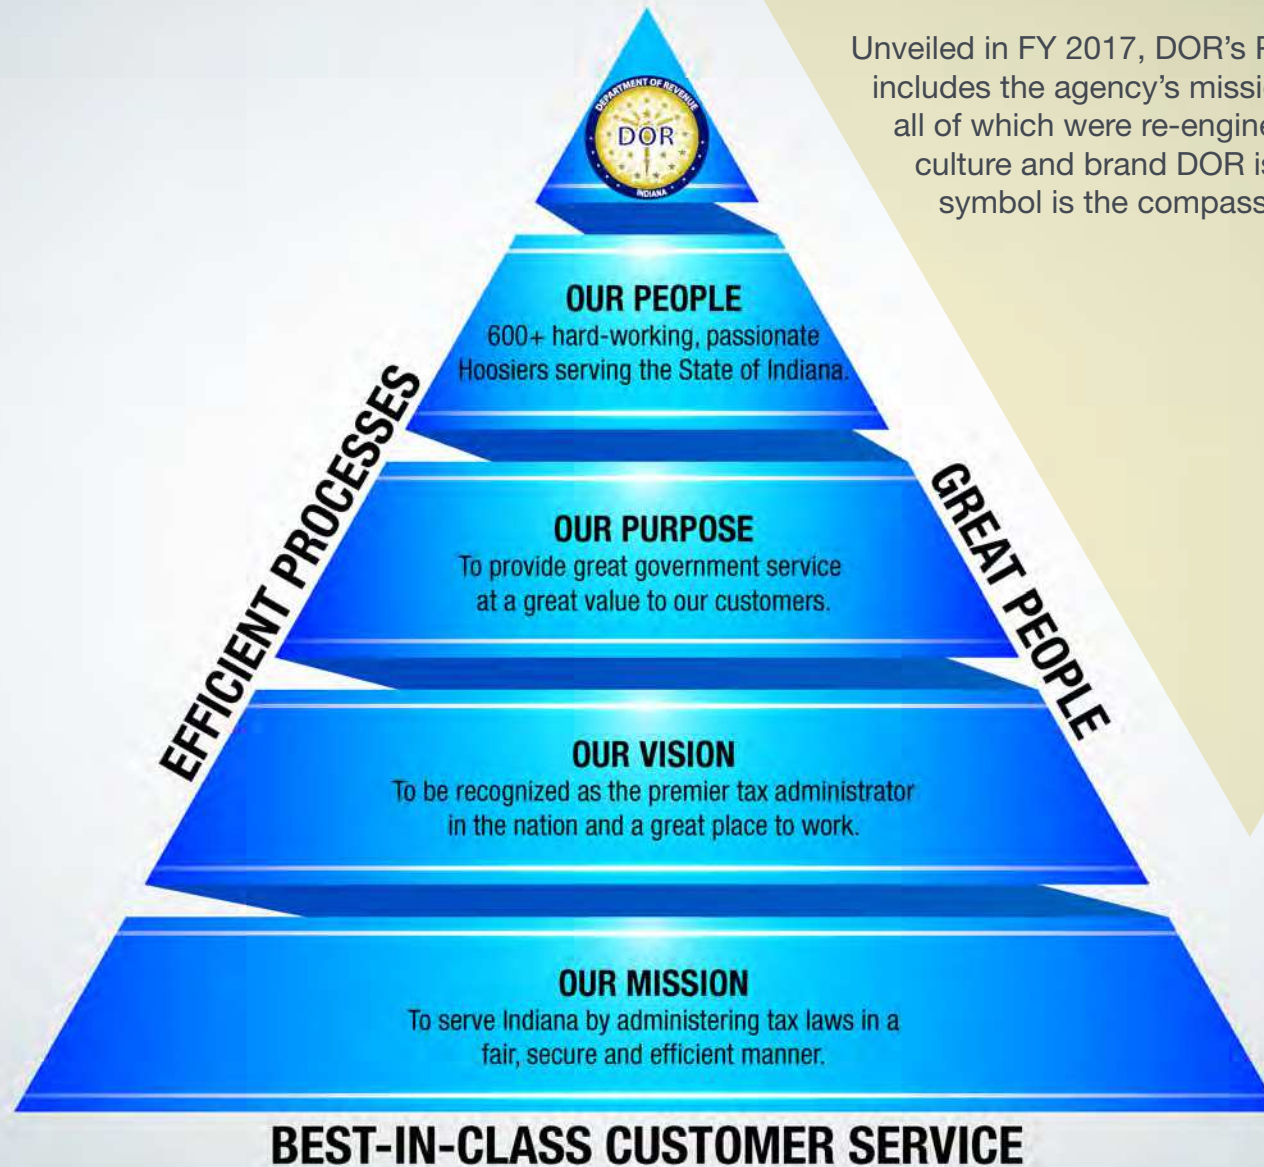 Unveiled in FY 2017, DOR’s
includes the agency’s
all of which were
culture and brand DOR
symbol is the compass
DEPARTMENT OF REVENUE
DOR
INDIANA
OUR PEOPLE
600+ hard-working, passionate
Hoosiers serving the State of Indiana.
EFFICIENT PROCESSES
GREAT PEOPLE
OUR PURPOSE
To provide great government service
at a great value to our customers.
OUR VISION
To be recognized as the premier tax administrator
in the nation and a great place to work.
OUR MISSION
To serve Indiana by administering tax laws in a
fair, secure and efficient manner.
BEST-IN-CLASS CUSTOMER SERVICE